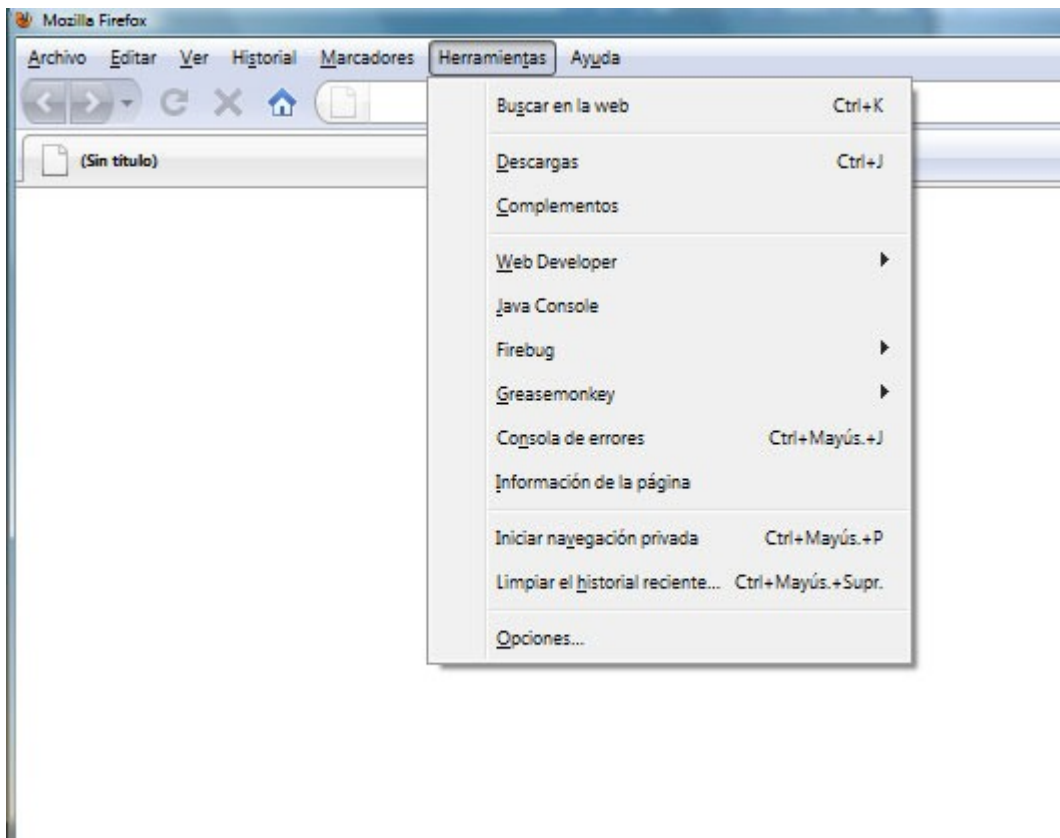 Mozilla Firefox
Archivo Editar Ver Historial Marcadores Herramientas Ayuda
(Sin título)
Buscar en la web Ctrl+K
Descargas Ctrl+J
Complementos
Web Developer
Java Console
Firebug
Greasemonkey
Consola de errores Ctrl+Mayús.+J
Información de la página
Iniciar navegación privada Ctrl+Mayús.+P
Limpiar el historial reciente... Ctrl+Mayús.+Supr.
Opciones...